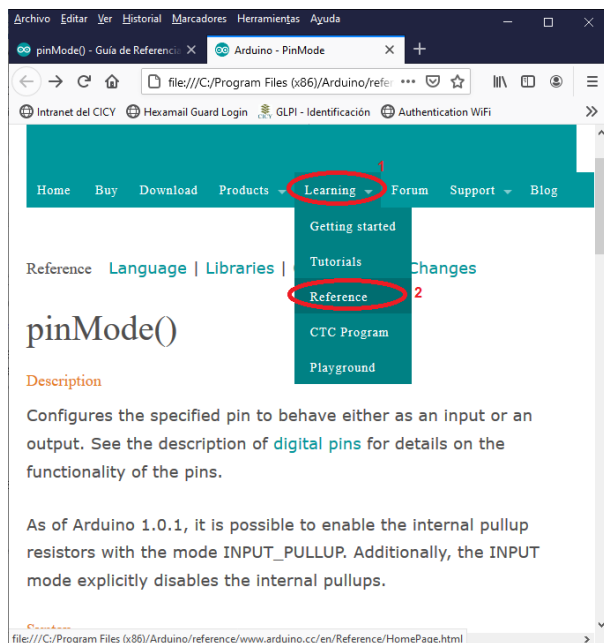 Archivo Editar Ver Historial Marcadores Herramientas Ayuda
pinMode() - Guía de Referencia
Arduino - PinMode
file:///C:/Program Files (x86)/Arduino/refer
Intranet del CICY Hexamail Guard Login GLPI - Identificación Authentication WiFi
1
Home Buy Download Products Learning Forum Support Blog
Getting started
Tutorials
Reference 2
CTC Program
Playground
Reference Language | Libraries | Changes
pinMode()
Description
Configures the specified pin to behave either as an input or an
output. See the description of digital pins for details on the
functionality of the pins.
As of Arduino 1.0.1, it is possible to enable the internal pullup
resistors with the mode INPUT_PULLUP. Additionally, the INPUT
mode explicitly disables the internal pullups.
file:///C:/Program Files (x86)/Arduino/reference/www.arduino.cc/en/Reference/HomePage.html